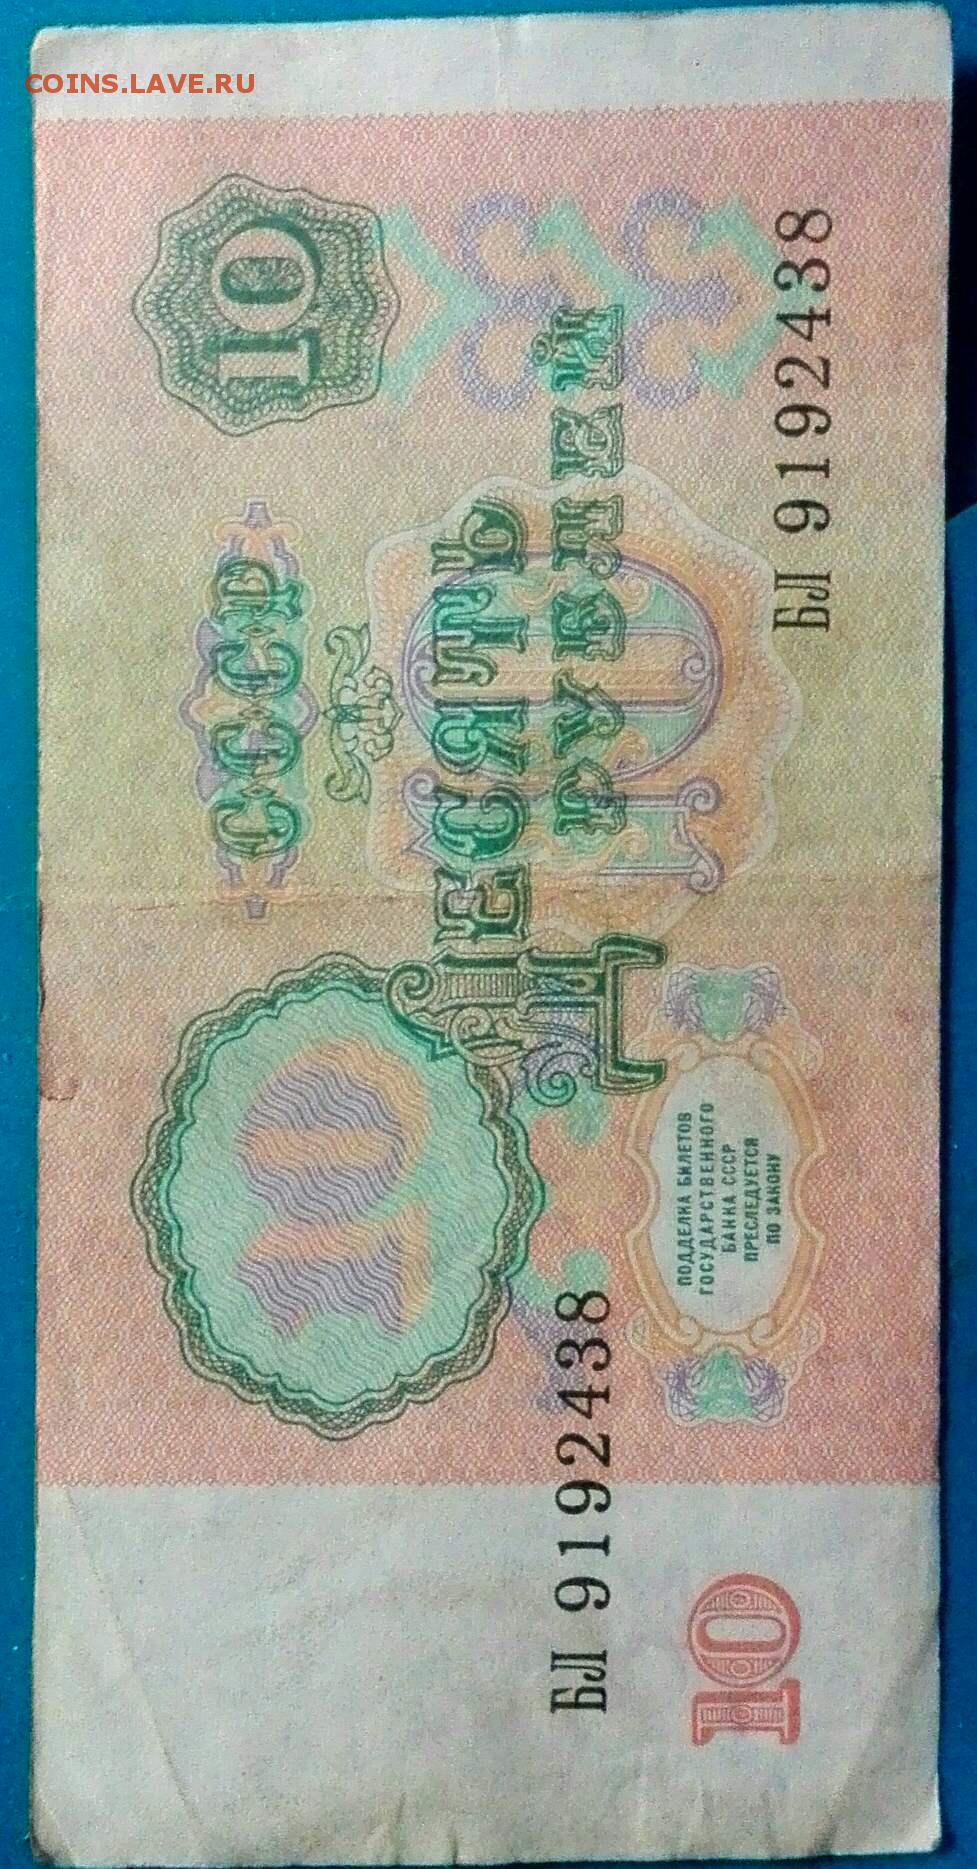 COINS.LAVE.RU
10
СССР
ДЕСЯТЬ
РУБЛЕЙ
10
10
БЛ 9192438
ПОДДЕЛКА БИЛЕТОВ
ГОСУДАРСТВЕННОГО
БАНКА СССР
ПРЕСЛЕДУЕТСЯ
ПО ЗАКОНУ
БЛ 9192438
10